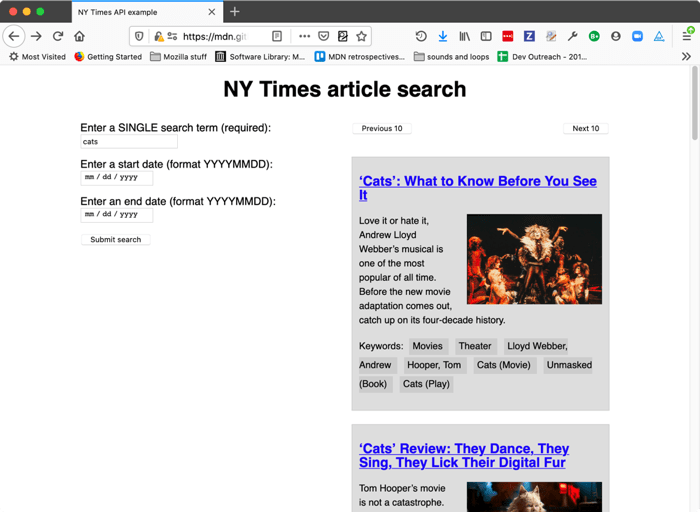 NY Times API example
https://mdn.git
Most Visited
Getting Started
Mozilla stuff
Software Library: M...
MDN retrospectives...
sounds and loops
Dev Outreach – 201...
NY Times article search
Enter a SINGLE search term (required):
cats
Enter a start date (format YYYYMMDD):
mm / dd / yyyy
Enter an end date (format YYYYMMDD):
mm / dd / yyyy
Submit search
Previous 10
Next 10
‘Cats’: What to Know Before You See
It
Love it or hate it,
Andrew Lloyd
Webber’s musical is
one of the most
popular of all time.
Before the new movie
adaptation comes out,
catch up on its four-decade history.
Keywords: Movies Theater Lloyd Webber,
Andrew Hooper, Tom Cats (Movie) Unmasked
(Book) Cats (Play)
‘Cats’ Review: They Dance, They
Sing, They Lick Their Digital Fur
Tom Hooper’s movie
is not a catastrophe.